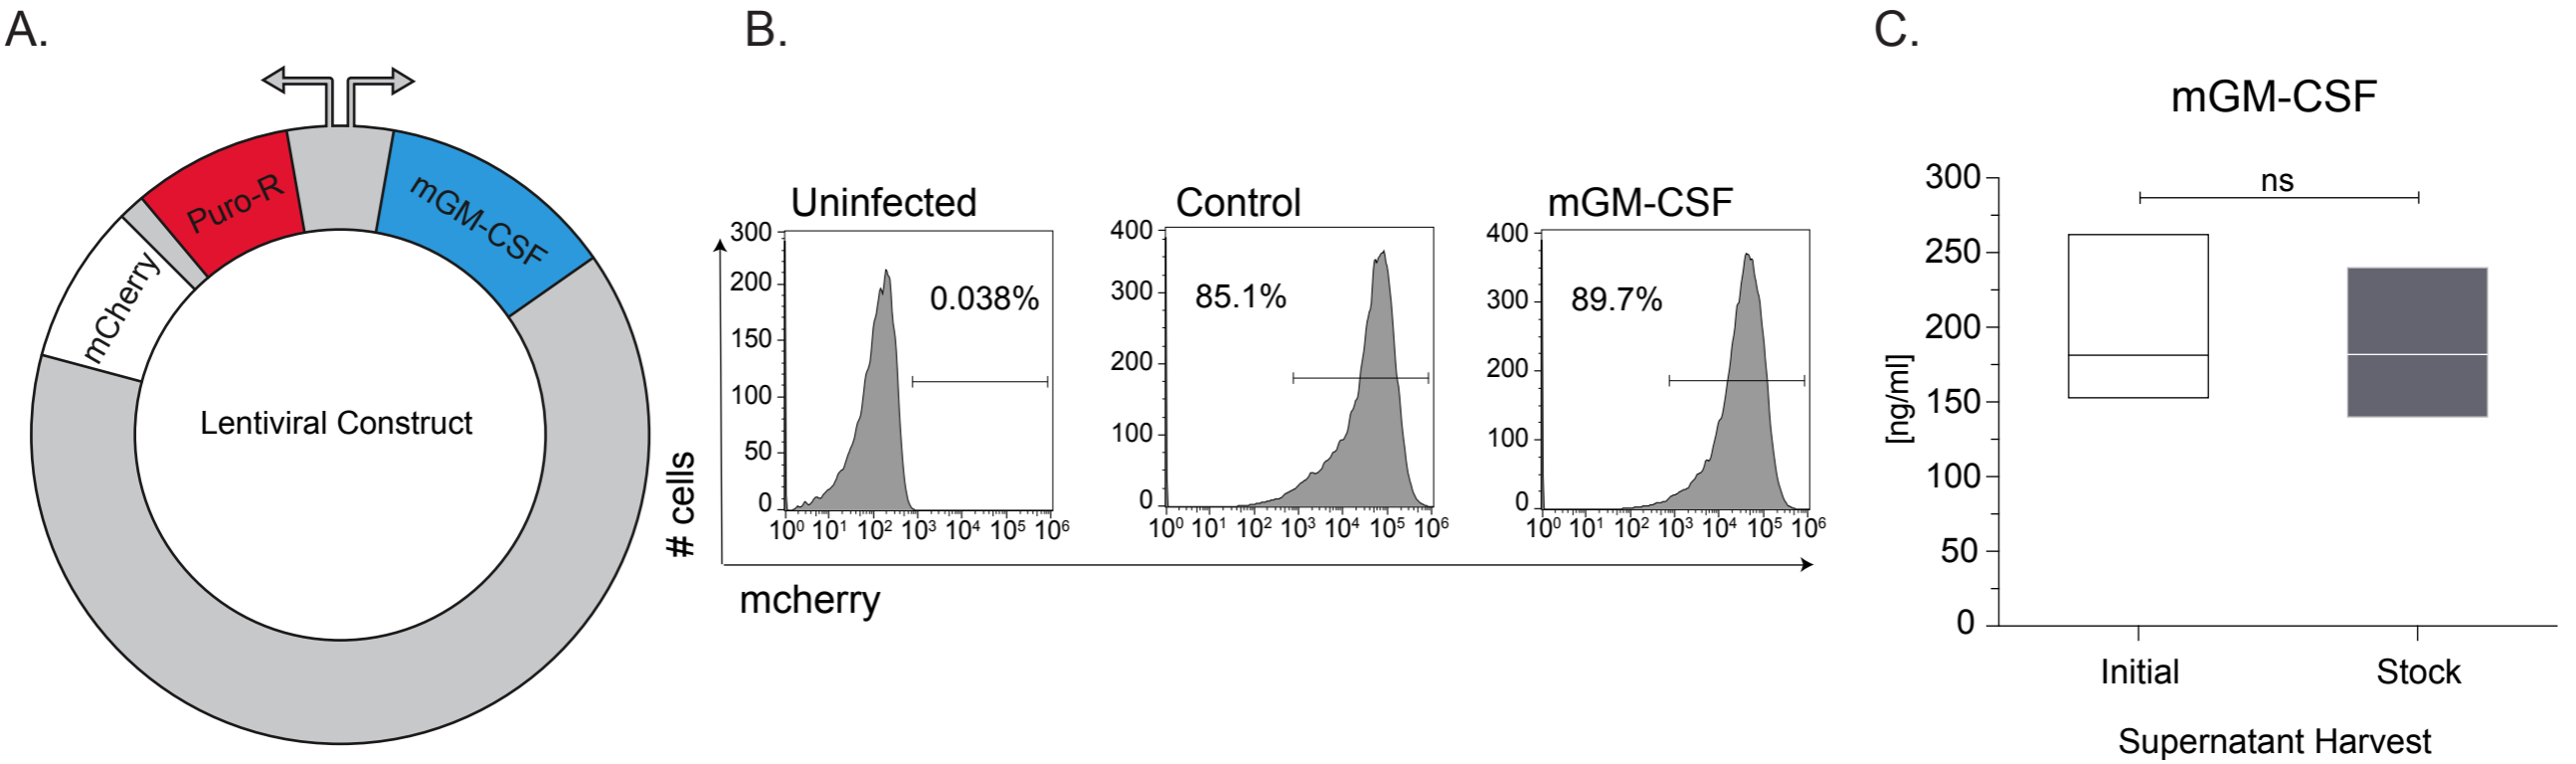 A.
Puro-R
mGM-CSF
mCherry
Lentiviral Construct
B.
Uninfected
300
200
150
100
50
0
0.038%
10⁰ 10¹ 10² 10³ 10⁴ 10⁵ 10⁶
Control
400
300
200
100
0
85.1%
10⁰ 10¹ 10² 10³ 10⁴ 10⁵ 10⁶
mGM-CSF
400
300
200
100
0
89.7%
10⁰ 10¹ 10² 10³ 10⁴ 10⁵ 10⁶
# cells
mcherry
C.
mGM-CSF
ns
300
250
200
150
100
50
0
[ng/ml]
Initial Stock
Supernatant Harvest